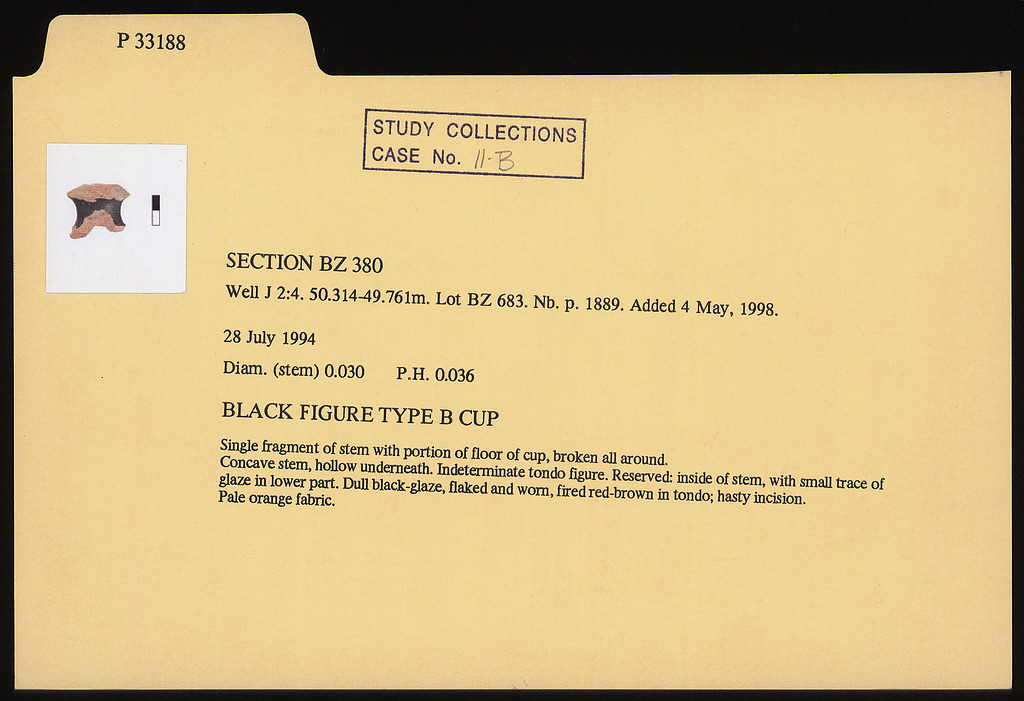 P 33188
STUDY COLLECTIONS
CASE No. 11-B
SECTION BZ 380
Well J 2:4. 50.314-49.761m. Lot BZ 683. Nb. p. 1889. Added 4 May, 1998.
28 July 1994
Diam. (stem) 0.030 P.H. 0.036
BLACK FIGURE TYPE B CUP
Single fragment of stem with portion of floor of cup, broken all around.
Concave stem, hollow underneath. Indeterminate tondo figure. Reserved: inside of stem, with small trace of
glaze in lower part. Dull black-glaze, flaked and worn, fired red-brown in tondo; hasty incision.
Pale orange fabric.